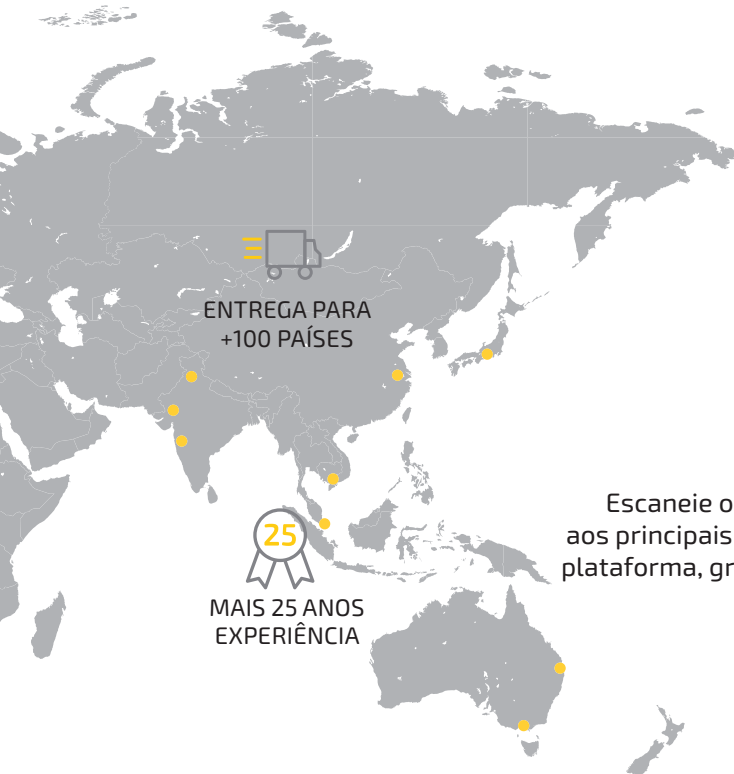 ENTREGA PARA
+100 PAÍSES
25
MAIS 25 ANOS
EXPERIÊNCIA
Escaneie o
aos principais
plataforma, gr